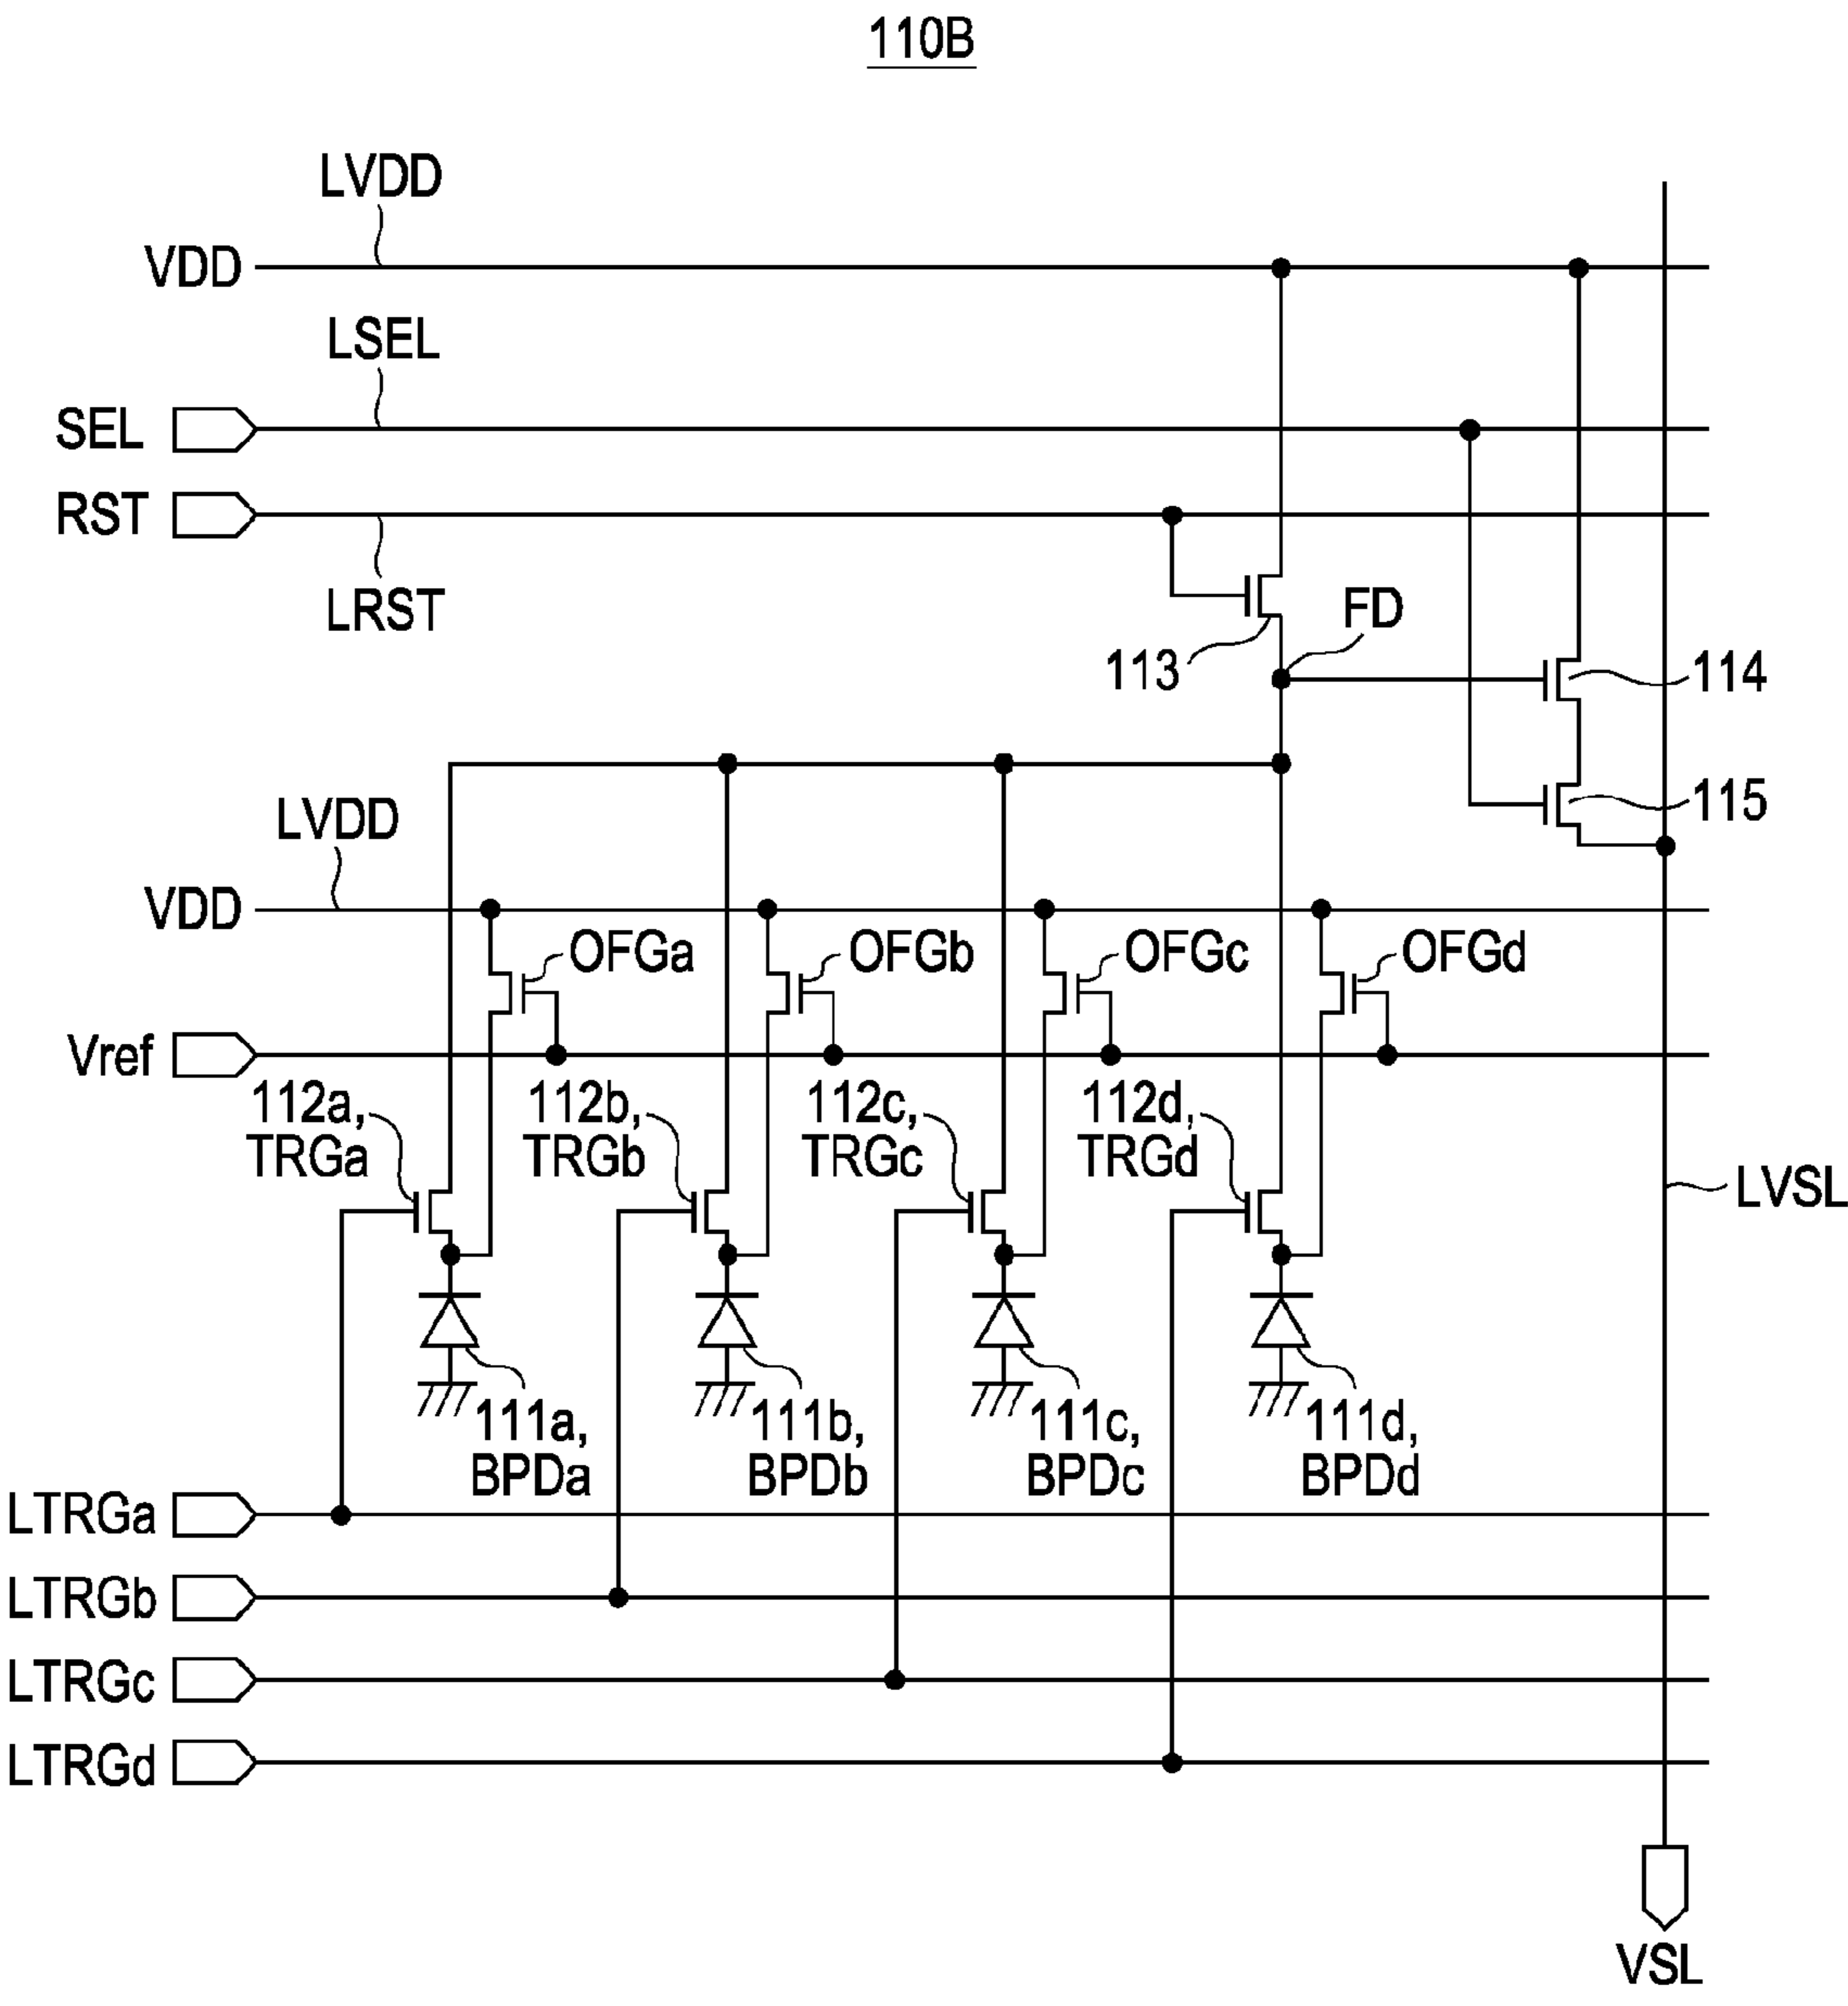 110B
LVDD
VDD
LSEL
SEL
RST
LRST
FD
113
114
115
LVDD
VDD
OFGa
OFGb
OFGc
OFGd
Vref
112a,
TRGa
112b,
TRGb
112c,
TRGc
112d,
TRGd
LVSL
111a,
BPDa
111b,
BPDb
111c,
BPDc
111d,
BPDd
LTRGa
LTRGb
LTRGc
LTRGd
VSL